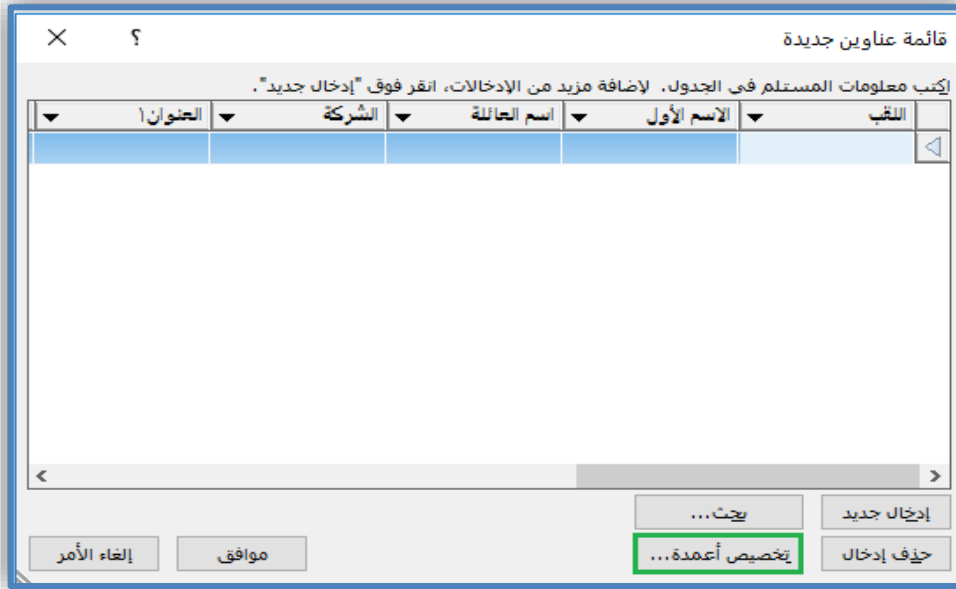 قائمة عناوين جديدة ؟ ×
اكتب معلومات المستلم في الجدول. لإضافة مزيد من الإدخالات، انقر فوق "إدخال جديد".
اللقب الاسم الأول اسم العائلة الشركة العنوان١
إدخال جديد بحث...
حذف إدخال تخصيص أعمدة... موافق إلغاء الأمر